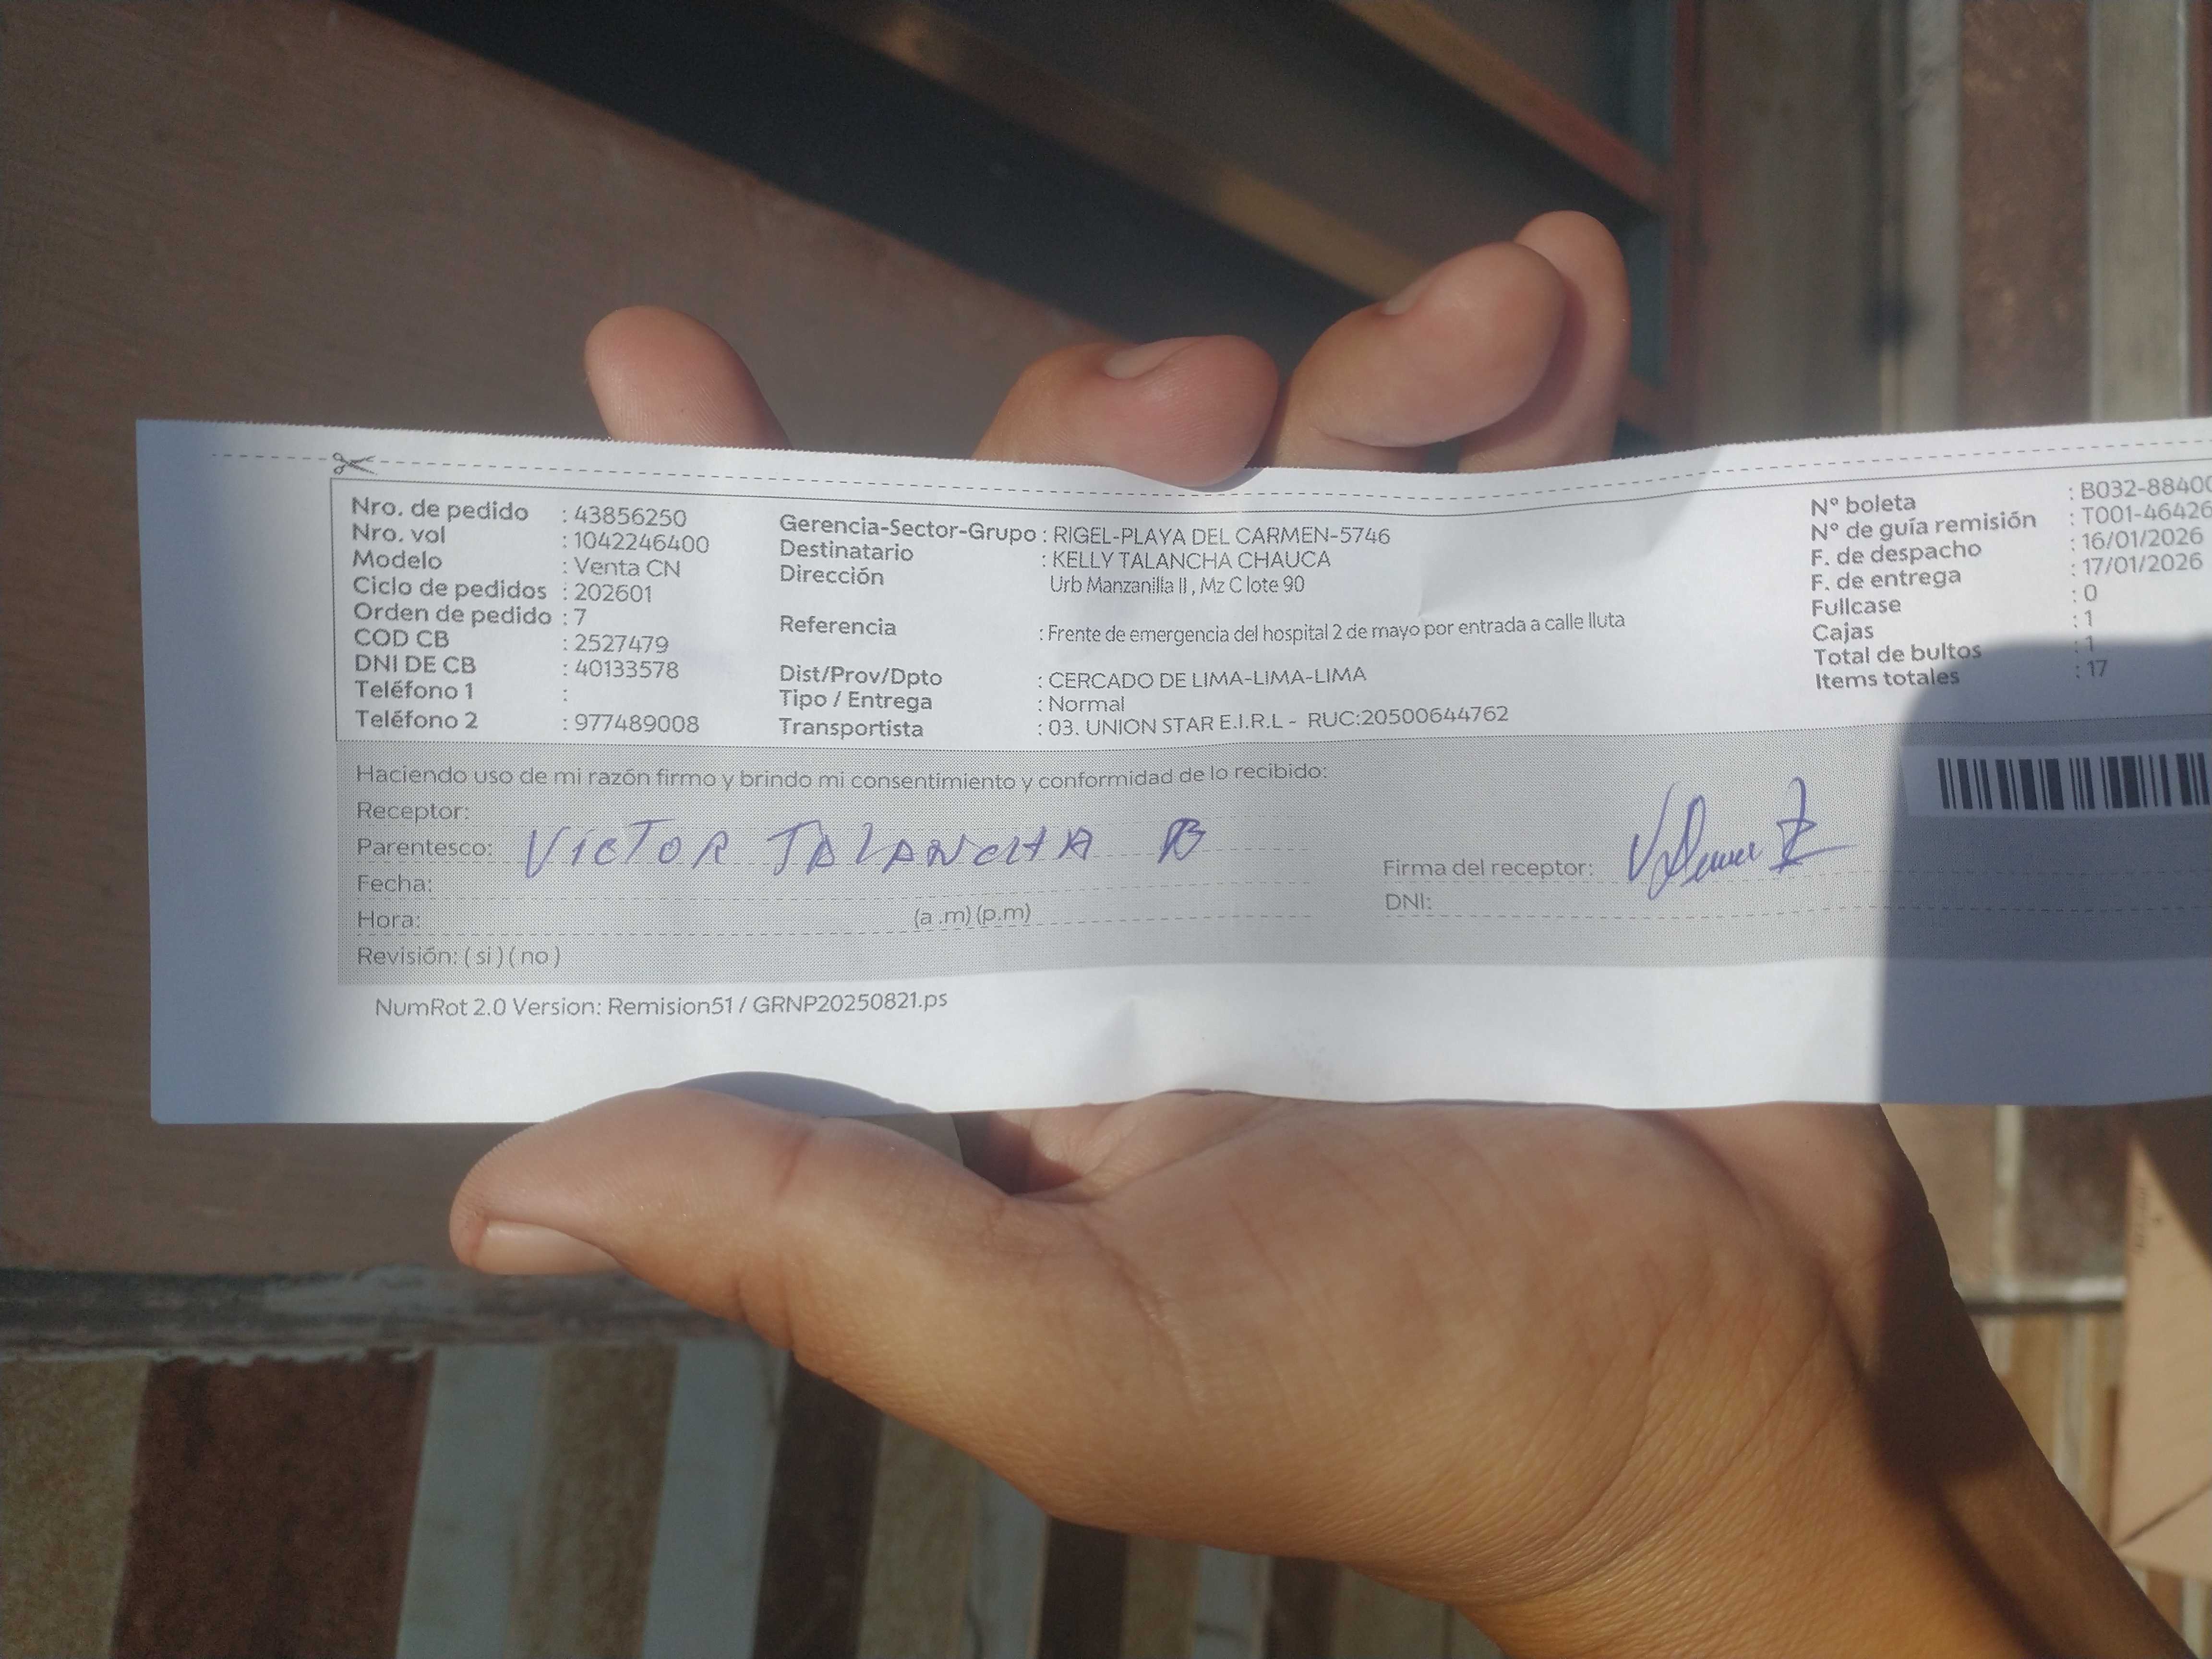 Nro. de pedido : 43856250
Nro. vol : 1042246400
Modelo : Venta CN
Ciclo de pedidos : 202601
Orden de pedido : 7
COD CB : 2527479
DNI DE CB : 40133578
Teléfono 1 :
Teléfono 2 : 977489008
Gerencia-Sector-Grupo : RIGEL-PLAYA DEL CARMEN-5746
Destinatario : KELLY TALANCHA CHAUCA
Dirección Urb Manzanilla II , Mz C lote 90
Referencia : Frente de emergencia del hospital 2 de mayo por entrada a calle lluta
Dist/Prov/Dpto : CERCADO DE LIMA-LIMA-LIMA
Tipo / Entrega : Normal
Transportista : 03. UNION STAR E.I.R.L - RUC:20500644762
N° boleta : B032-8840
N° de guía remisión : T001-46426
F. de despacho : 16/01/2026
F. de entrega : 17/01/2026
Fullcase : 0
Cajas : 1
Total de bultos : 1
Items totales : 17
Haciendo uso de mi razón firmo y brindo mi consentimiento y conformidad de lo recibido:
Receptor:
Parentesco: VICTOR TALANCHA B
Fecha:
Hora: (a .m) (p.m)
Revisión: ( si ) ( no )
Firma del receptor:
DNI:
NumRot 2.0 Version: Remision51 / GRNP20250821.ps